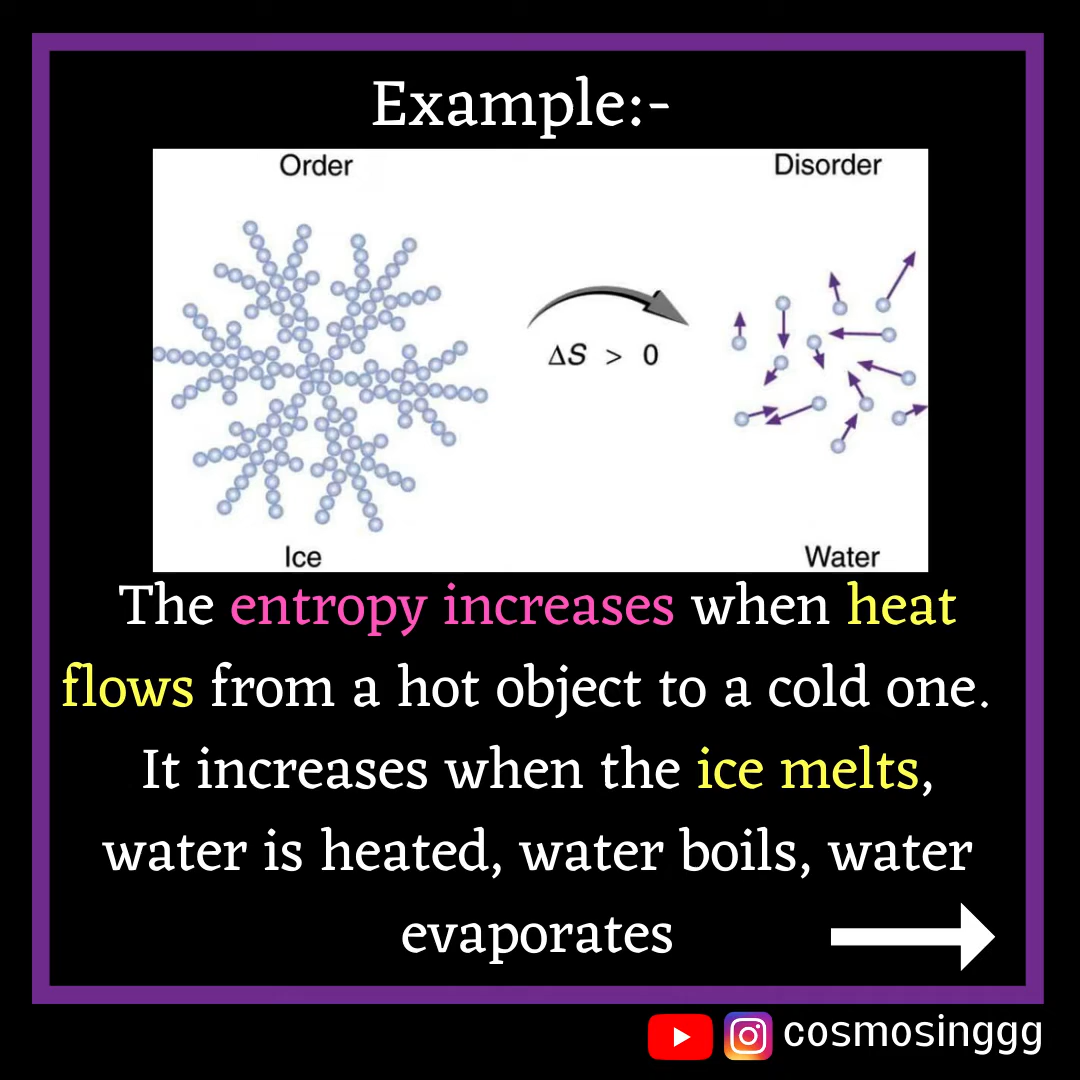 Example:-
Order Disorder
ΔS > 0
Ice Water
The entropy increases when heat
flows from a hot object to a cold one.
It increases when the ice melts,
water is heated, water boils, water
evaporates
cosmosinggg